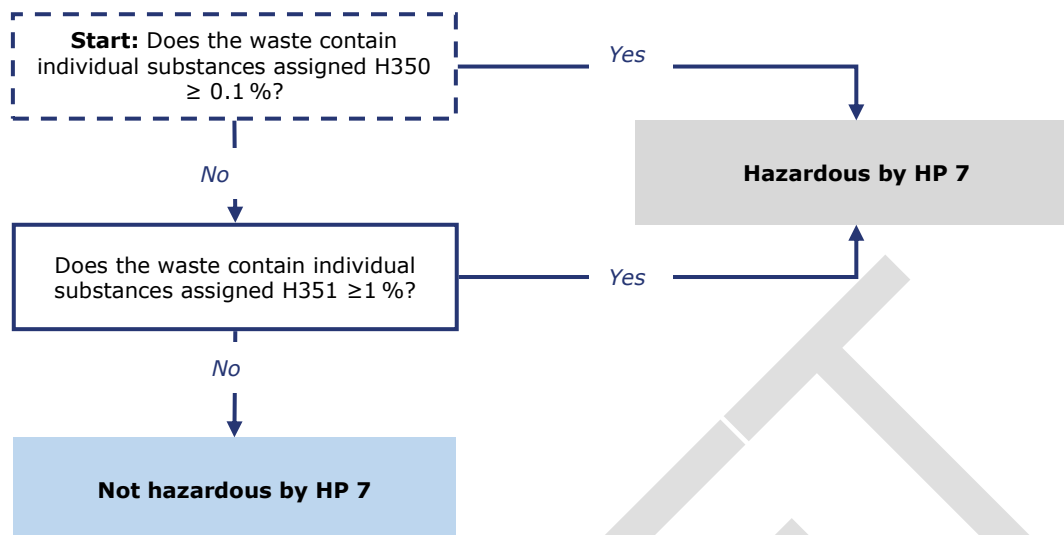 Start: Does the waste contain
individual substances assigned H350
≥ 0.1 %?
Yes
Hazardous by HP 7
No
Does the waste contain individual
substances assigned H351 ≥1 %?
Yes
No
Not hazardous by HP 7